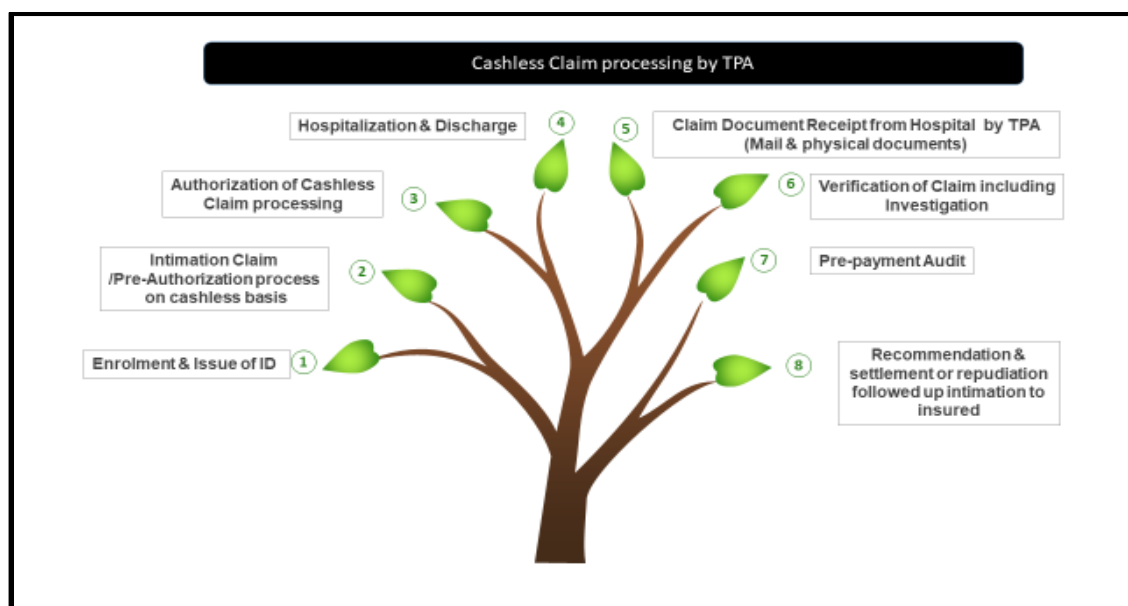 Cashless Claim processing by TPA
Hospitalization & Discharge
4
5
Claim Document Receipt from Hospital by TPA
(Mail & physical documents)
Authorization of Cashless
Claim processing
3
6
Verification of Claim including
Investigation
Intimation Claim
/Pre-Authorization process
on cashless basis
2
7
Pre-payment Audit
Enrolment & Issue of ID
1
8
Recommendation &
settlement or repudiation
followed up intimation to
insured